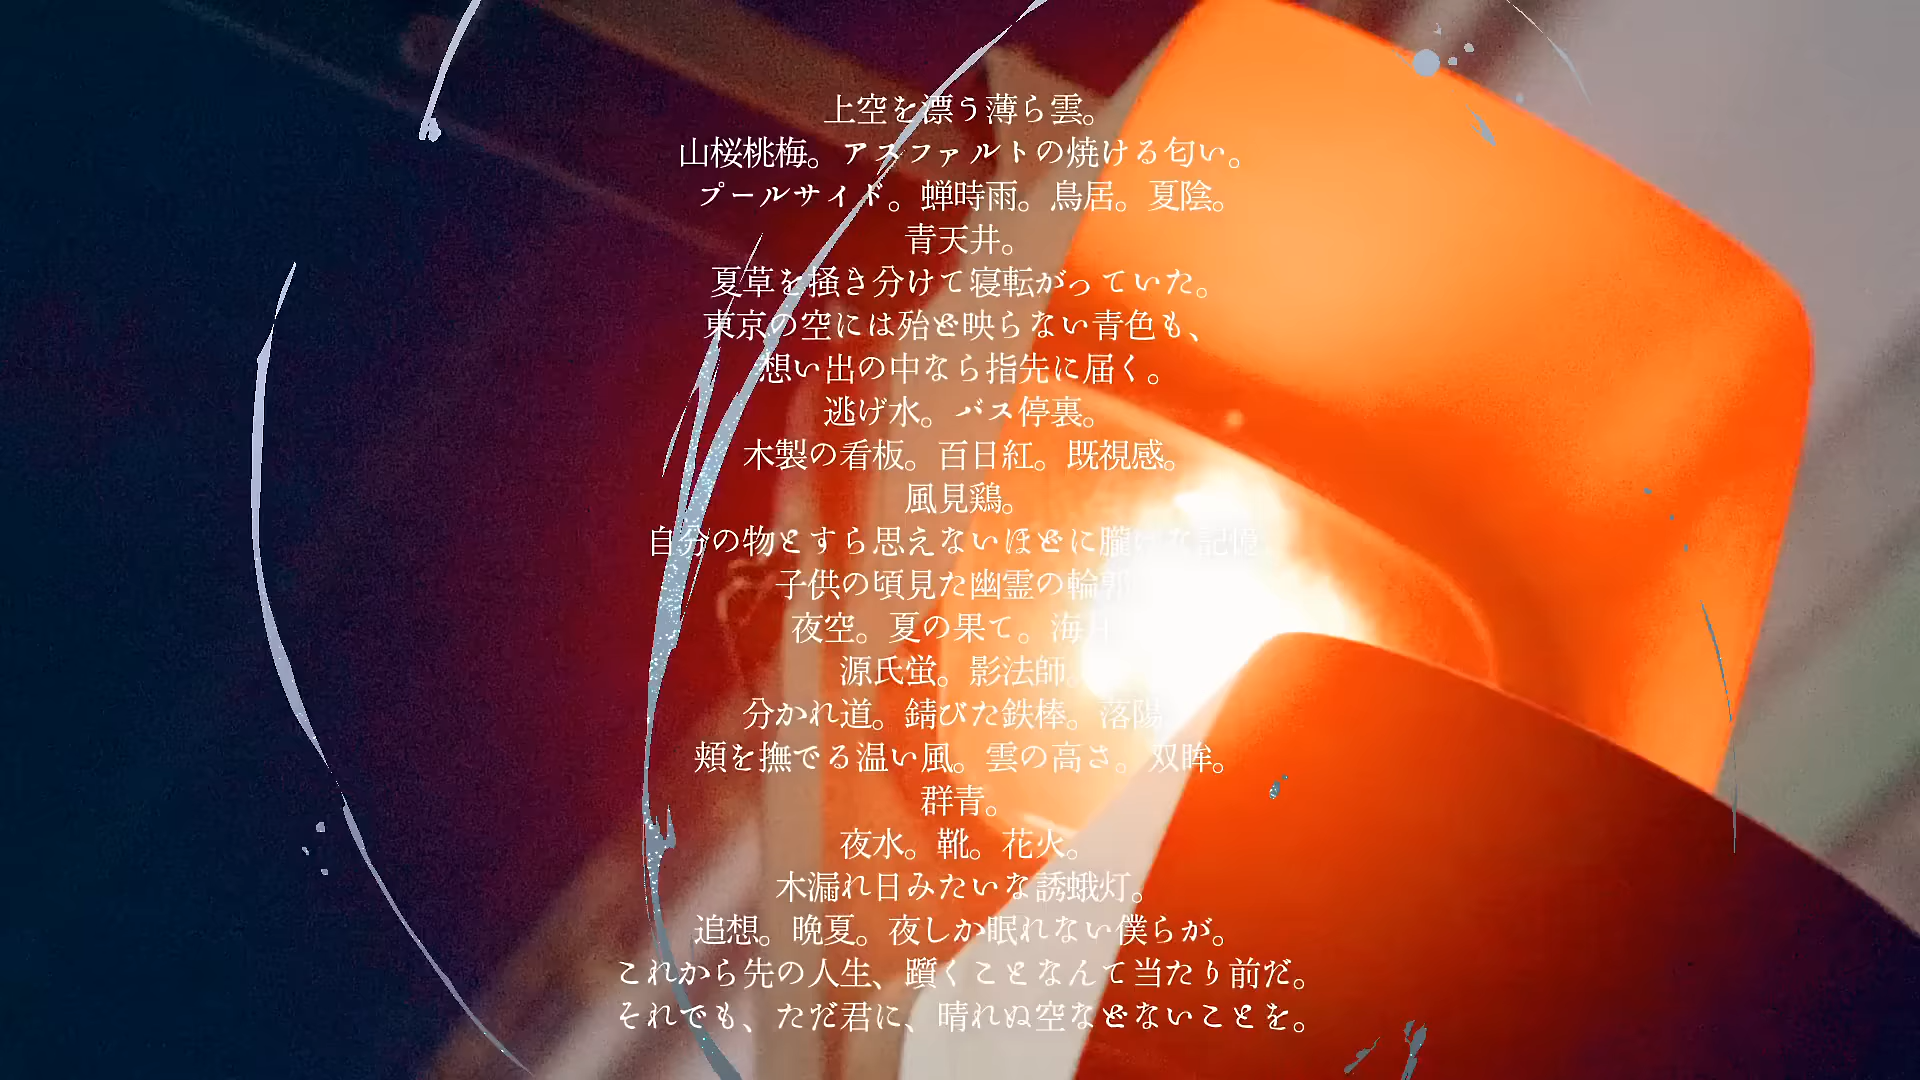 上空を漂う薄ら雲。
山桜桃梅。アスファルトの焼ける匂い。
プールサイド。蝉時雨。鳥居。夏陰。
青天井。
夏草を掻き分けて寝転がっていた。
東京の空には殆ど映らない青色も、
想い出の中なら指先に届く。
逃げ水。バス停裏。
木製の看板。百日紅。既視感。
風見鶏。
自分の物とすら思えないほどに朧げな記憶
子供の頃見た幽霊の輪郭
夜空。夏の果て。海月
源氏蛍。影法師。
分かれ道。錆びた鉄棒。落陽
頬を撫でる温い風。雲の高さ。双眸。
群青。
夜水。靴。花火。
木漏れ日みたいな誘蛾灯。
追想。晩夏。夜しか眠れない僕らが。
これから先の人生、躓くことなんて当たり前だ。
それでも、ただ君に、晴れぬ空などないことを。